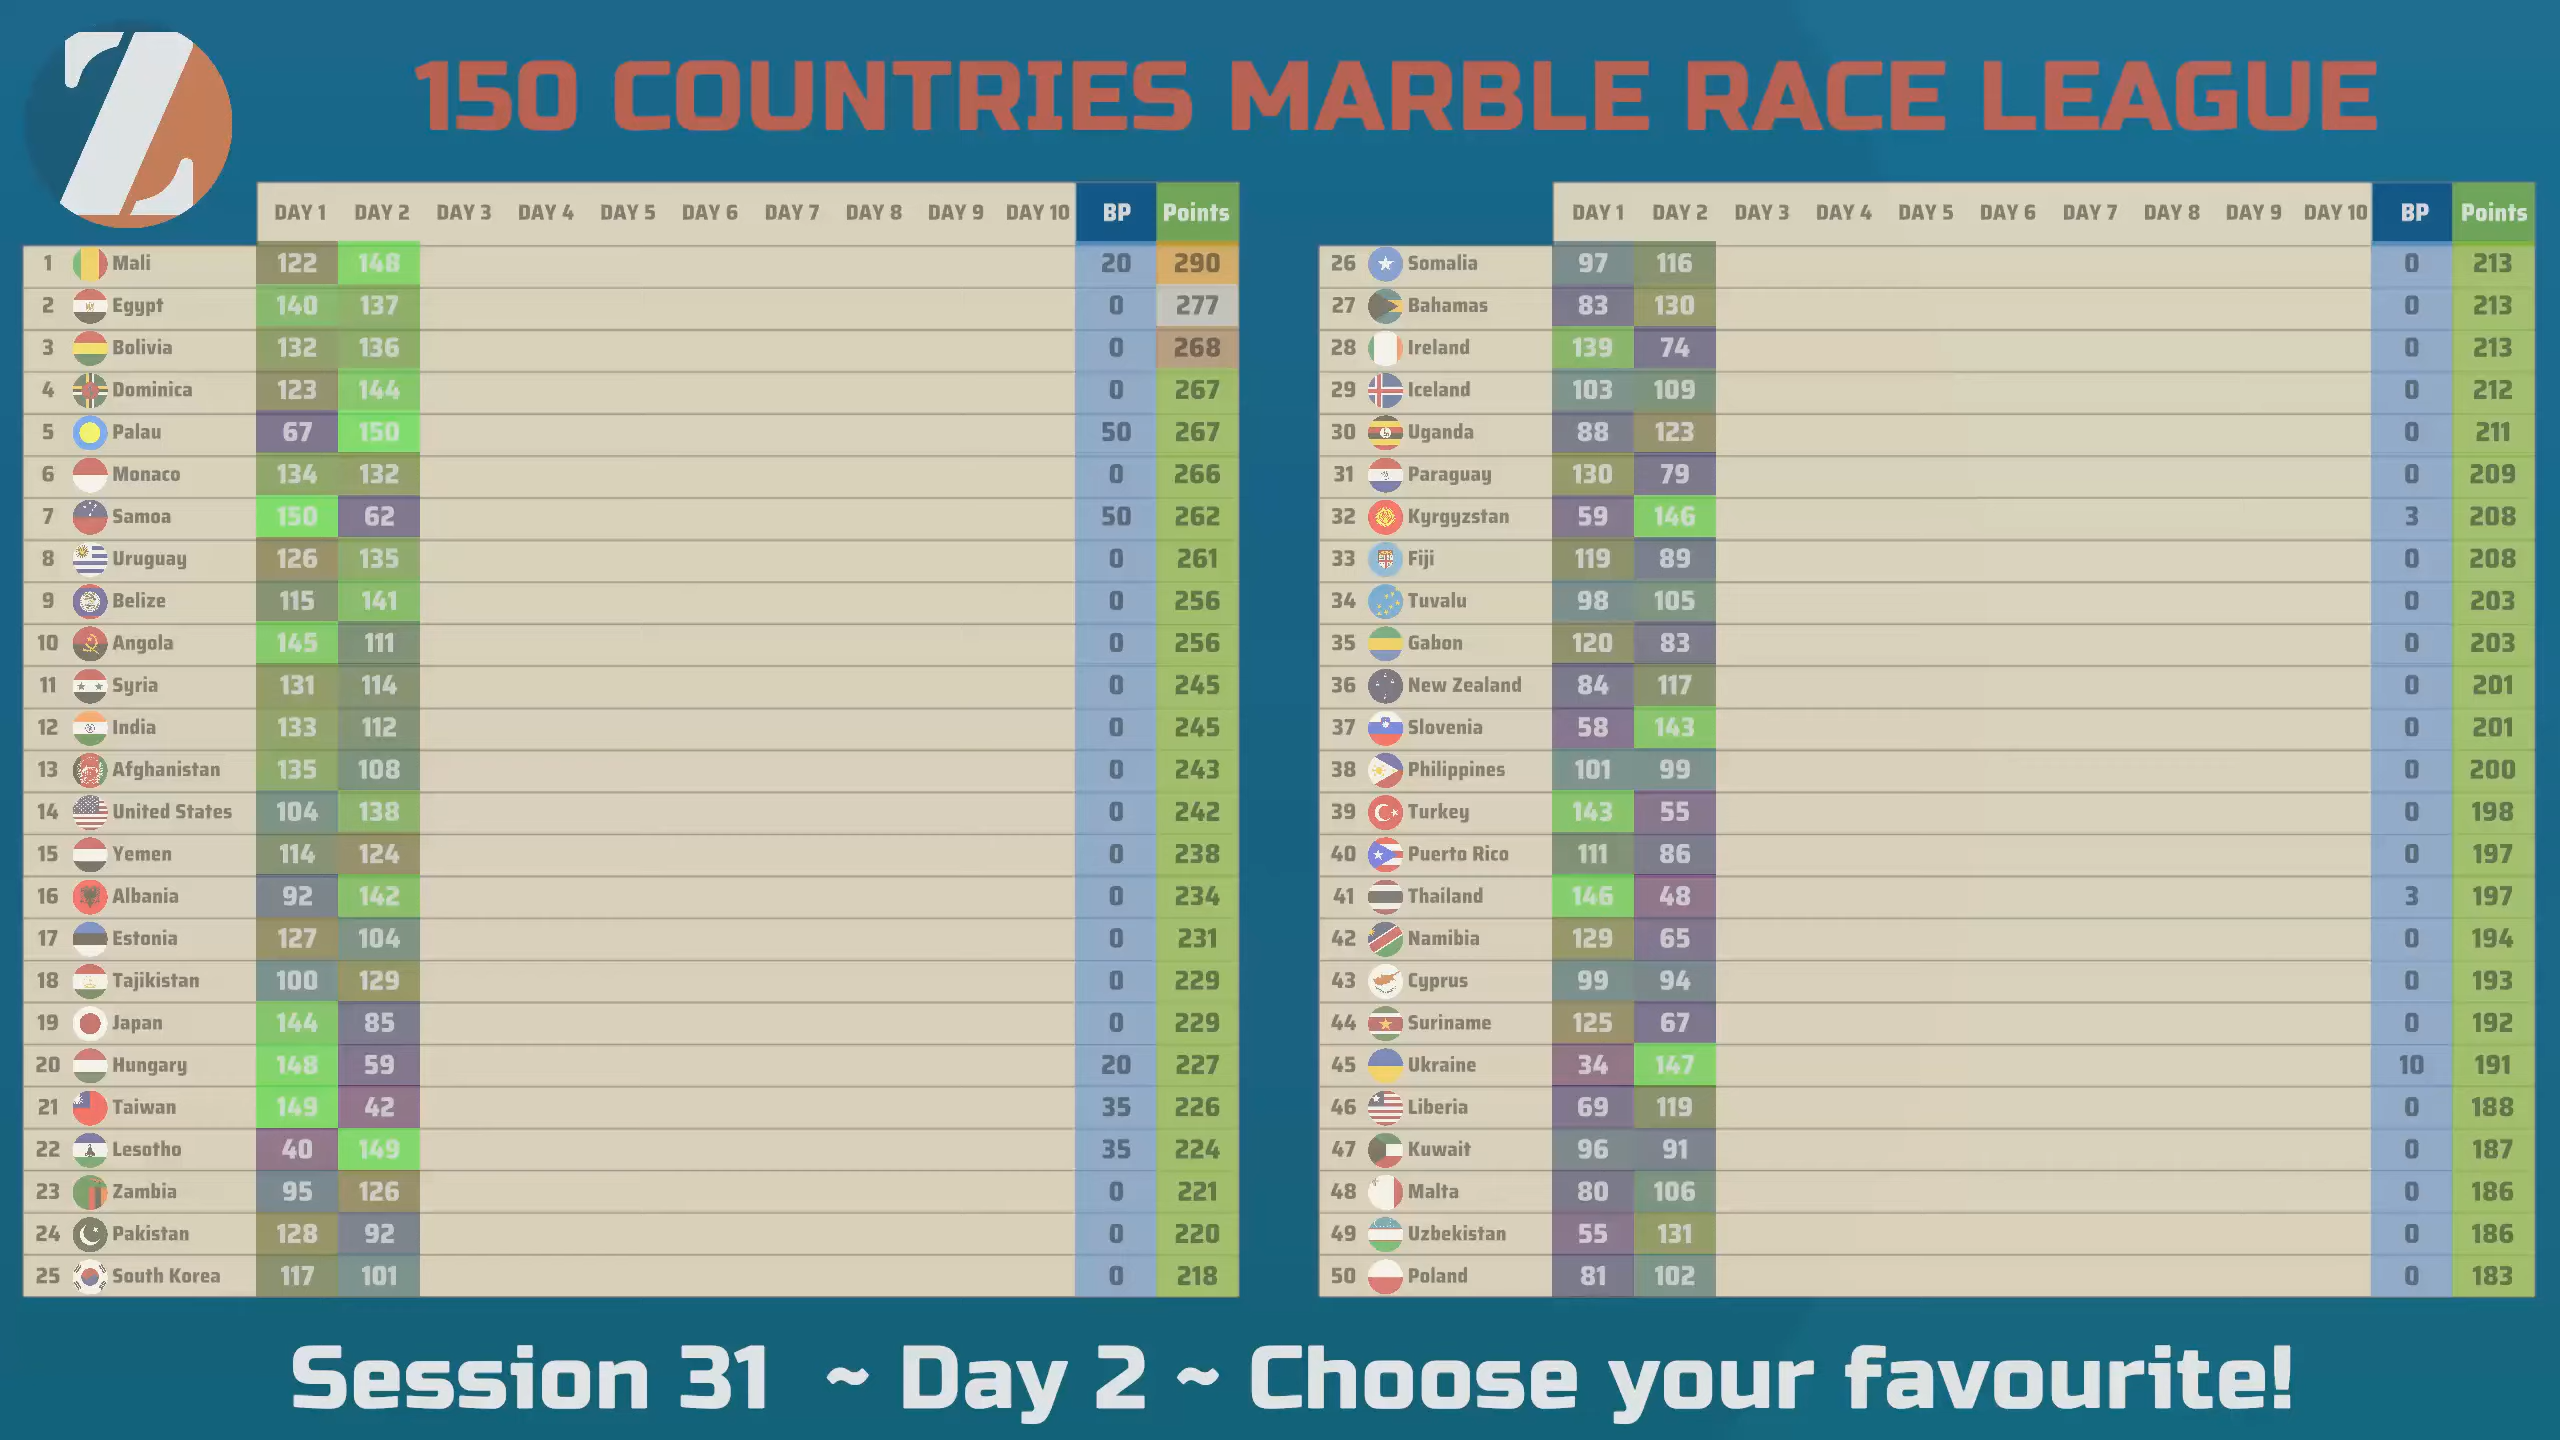 Z
150 COUNTRIES MARBLE RACE LEAGUE
DAY 1 DAY 2 DAY 3 DAY 4 DAY 5 DAY 6 DAY 7 DAY 8 DAY 9 DAY 10 BP Points
1 Mali 122 148 20 290
2 Egypt 140 137 0 277
3 Bolivia 132 136 0 268
4 Dominica 123 144 0 267
5 Palau 67 150 50 267
6 Monaco 134 132 0 266
7 Samoa 150 62 50 262
8 Uruguay 126 135 0 261
9 Belize 115 141 0 256
10 Angola 145 111 0 256
11 Syria 131 114 0 245
12 India 133 112 0 245
13 Afghanistan 135 108 0 243
14 United States 104 138 0 242
15 Yemen 114 124 0 238
16 Albania 92 142 0 234
17 Estonia 127 104 0 231
18 Tajikistan 100 129 0 229
19 Japan 144 85 0 229
20 Hungary 148 59 20 227
21 Taiwan 149 42 35 226
22 Lesotho 40 149 35 224
23 Zambia 95 126 0 221
24 Pakistan 128 92 0 220
25 South Korea 117 101 0 218
DAY 1 DAY 2 DAY 3 DAY 4 DAY 5 DAY 6 DAY 7 DAY 8 DAY 9 DAY 10 BP Points
26 Somalia 97 116 0 213
27 Bahamas 83 130 0 213
28 Ireland 139 74 0 213
29 Iceland 103 109 0 212
30 Uganda 88 123 0 211
31 Paraguay 130 79 0 209
32 Kyrgyzstan 59 146 3 208
33 Fiji 119 89 0 208
34 Tuvalu 98 105 0 203
35 Gabon 120 83 0 203
36 New Zealand 84 117 0 201
37 Slovenia 58 143 0 201
38 Philippines 101 99 0 200
39 Turkey 143 55 0 198
40 Puerto Rico 111 86 0 197
41 Thailand 146 48 3 197
42 Namibia 129 65 0 194
43 Cyprus 99 94 0 193
44 Suriname 125 67 0 192
45 Ukraine 34 147 10 191
46 Liberia 69 119 0 188
47 Kuwait 96 91 0 187
48 Malta 80 106 0 186
49 Uzbekistan 55 131 0 186
50 Poland 81 102 0 183
Session 31 ~ Day 2 ~ Choose your favourite!